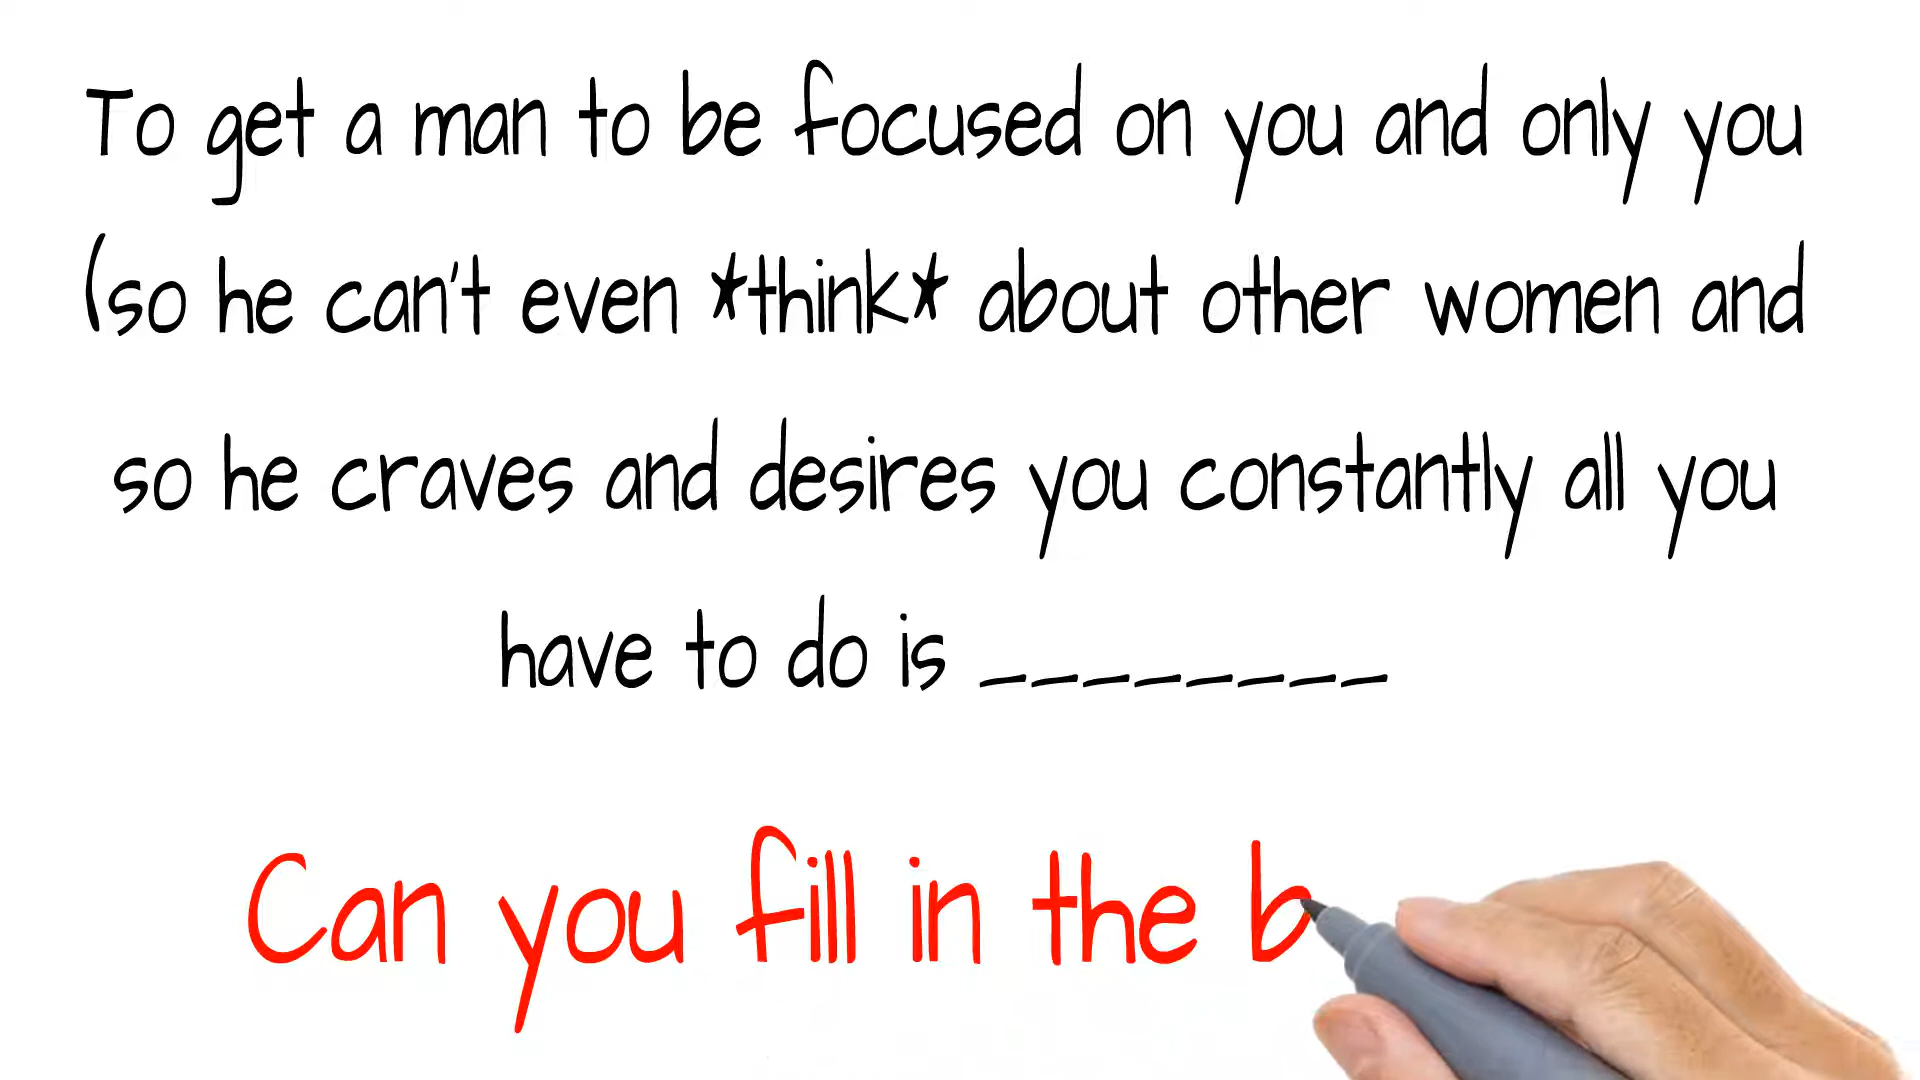 To get a man to be focused on you and only you
(so he can't even *think* about other women and
so he craves and desires you constantly all you
have to do is ________
Can you fill in the b